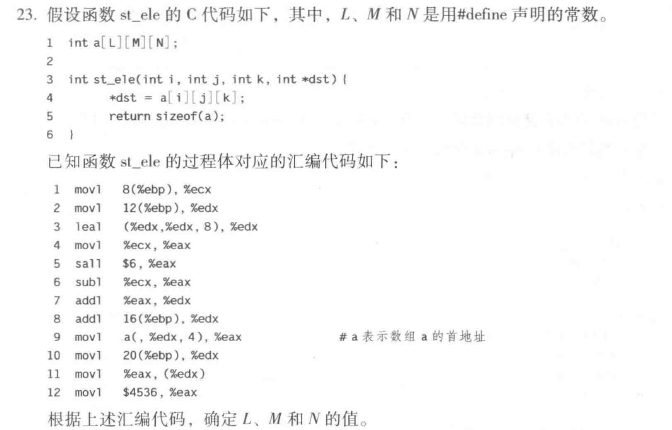 23. 假设函数 st_ele 的 C 代码如下，其中，L、M 和 N 是用#define 声明的常数。
1 int a[L][M][N];
2
3 int st_ele(int i, int j, int k, int *dst) {
4 *dst = a[i][j][k];
5 return sizeof(a);
6 }
已知函数 st_ele 的过程体对应的汇编代码如下：
1 movl 8(%ebp), %ecx
2 movl 12(%ebp), %edx
3 leal (%edx,%edx, 8), %edx
4 movl %ecx, %eax
5 sall $6, %eax
6 subl %ecx, %eax
7 addl %eax, %edx
8 addl 16(%ebp), %edx
9 movl a(, %edx, 4), %eax # a 表示数组 a 的首地址
10 movl 20(%ebp), %edx
11 movl %eax, (%edx)
12 movl $4536, %eax
根据上述汇编代码，确定 L、M 和 N 的值。